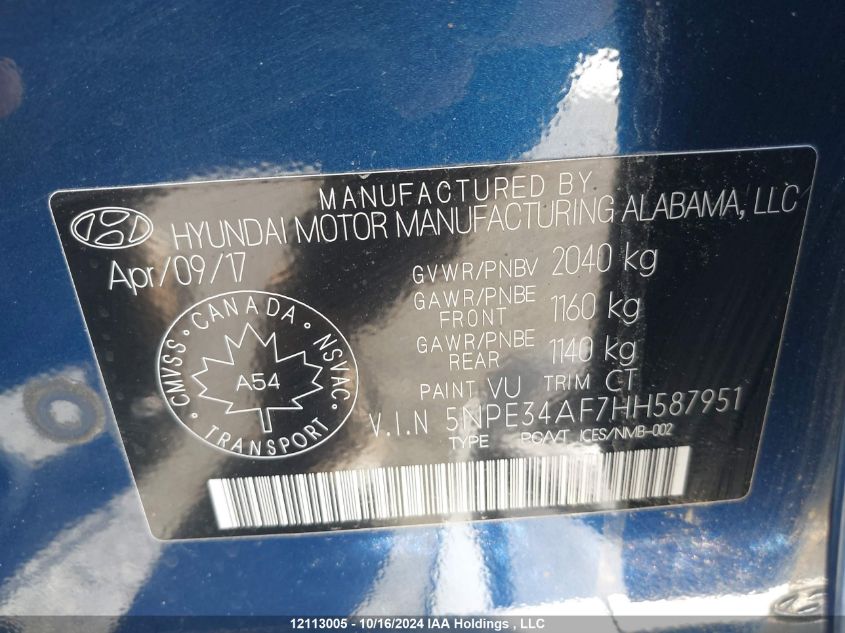 MANUFACTURED BY
HYUNDAI MOTOR MANUFACTURING ALABAMA, LLC
Apr/09/17
GVWR/PNBV 2040 kg
GAWR/PNBE FRONT 1160 kg
GAWR/PNBE REAR 1140 kg
PAINT VU TRIM CT
V.I.N 5NPE34AF7HH587951
TYPE PC/VT ICES/NMB-002
CMVSS · CANADA · NSVAC
A54
TRANSPORT
12113005 - 10/16/2024 IAA Holdings , LLC